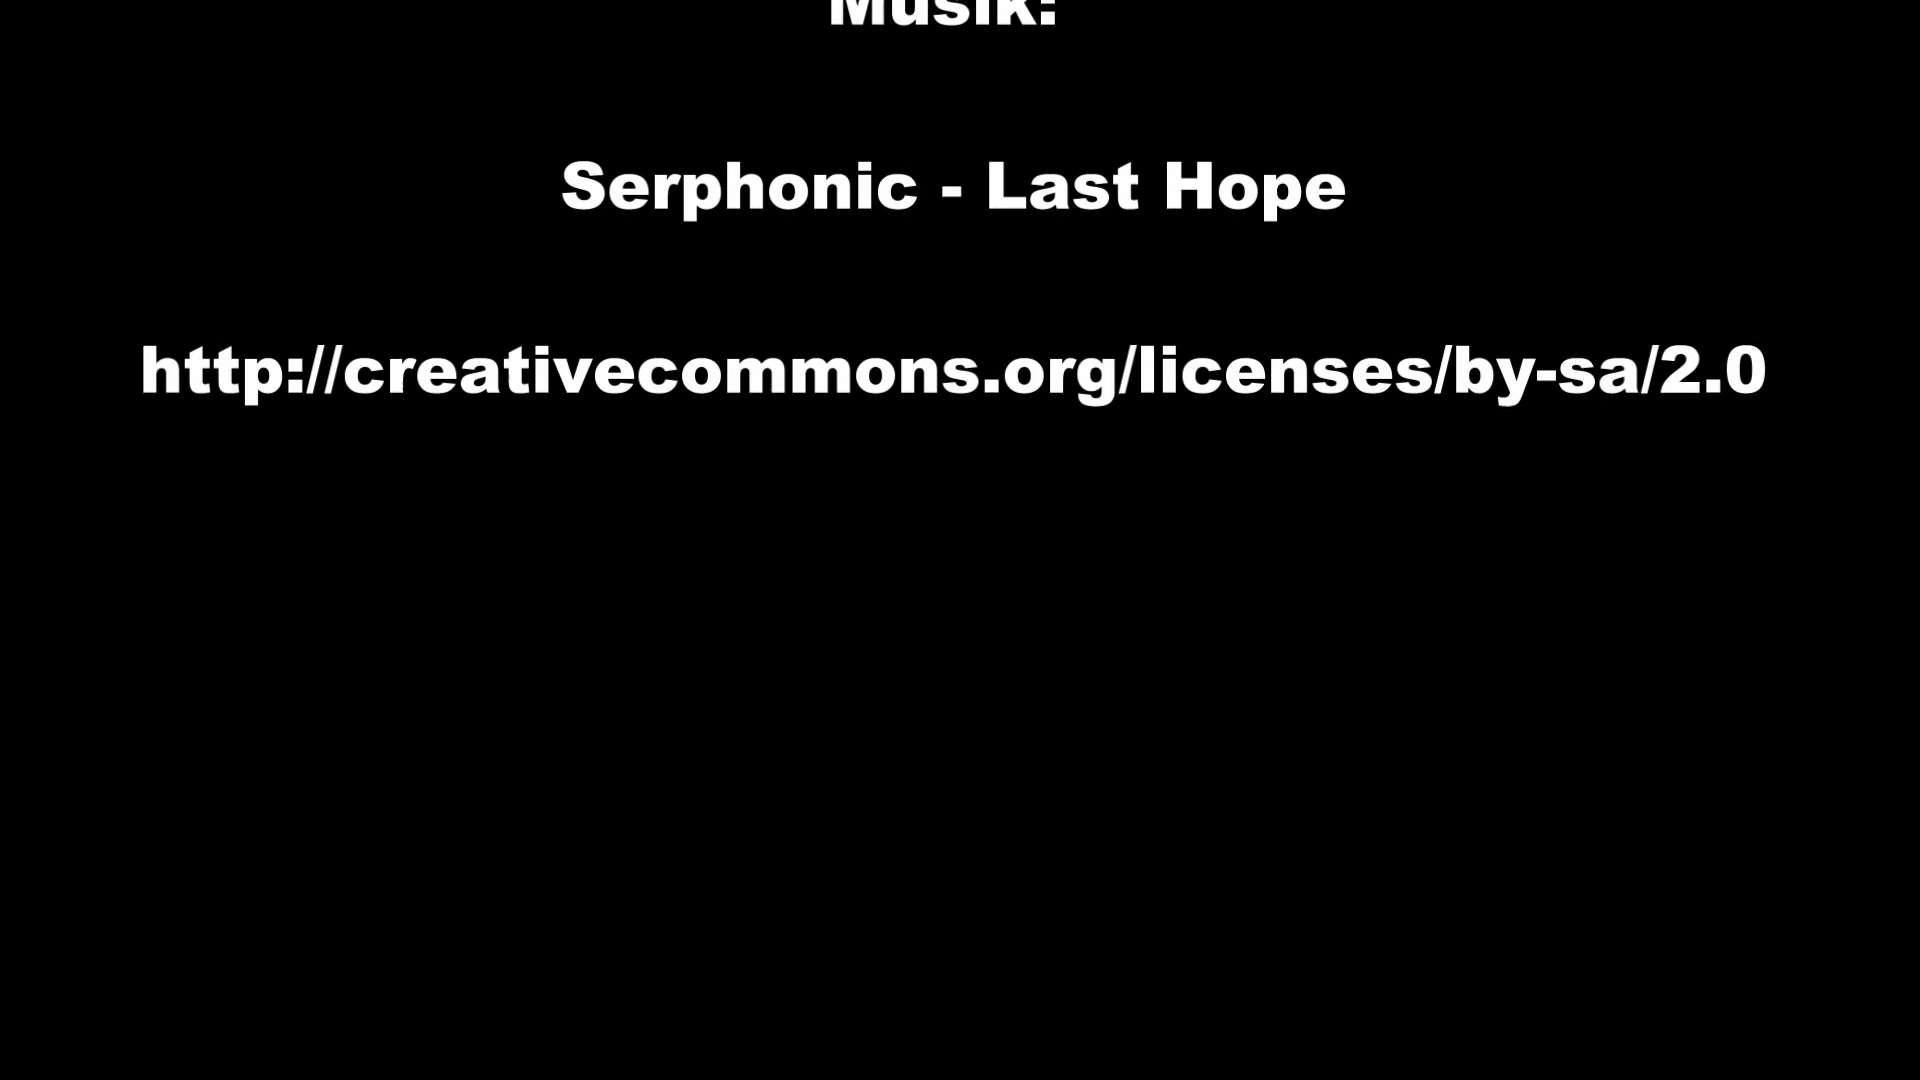 Musik:
Serphonic - Last Hope
http://creativecommons.org/licenses/by-sa/2.0